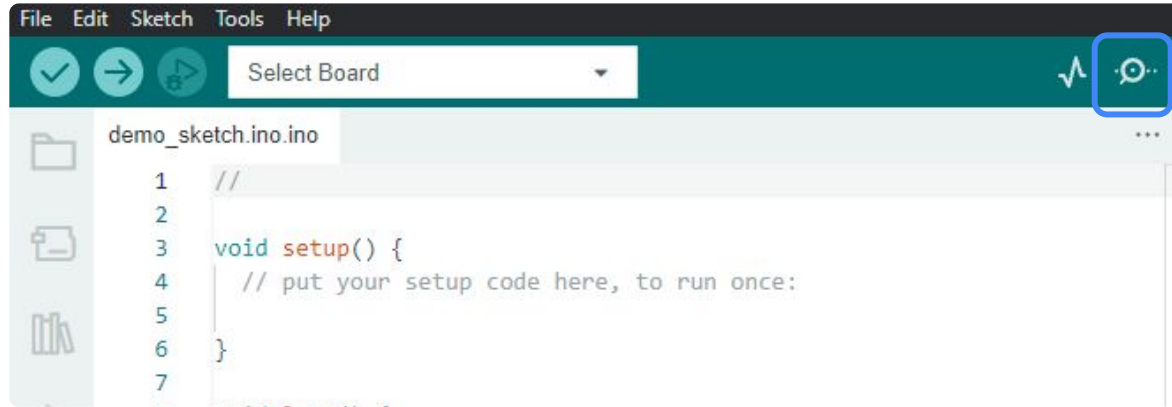 File Edit Sketch Tools Help
Select Board
demo_sketch.ino.ino
1 //
2
3 void setup() {
4 // put your setup code here, to run once:
5
6 }
7